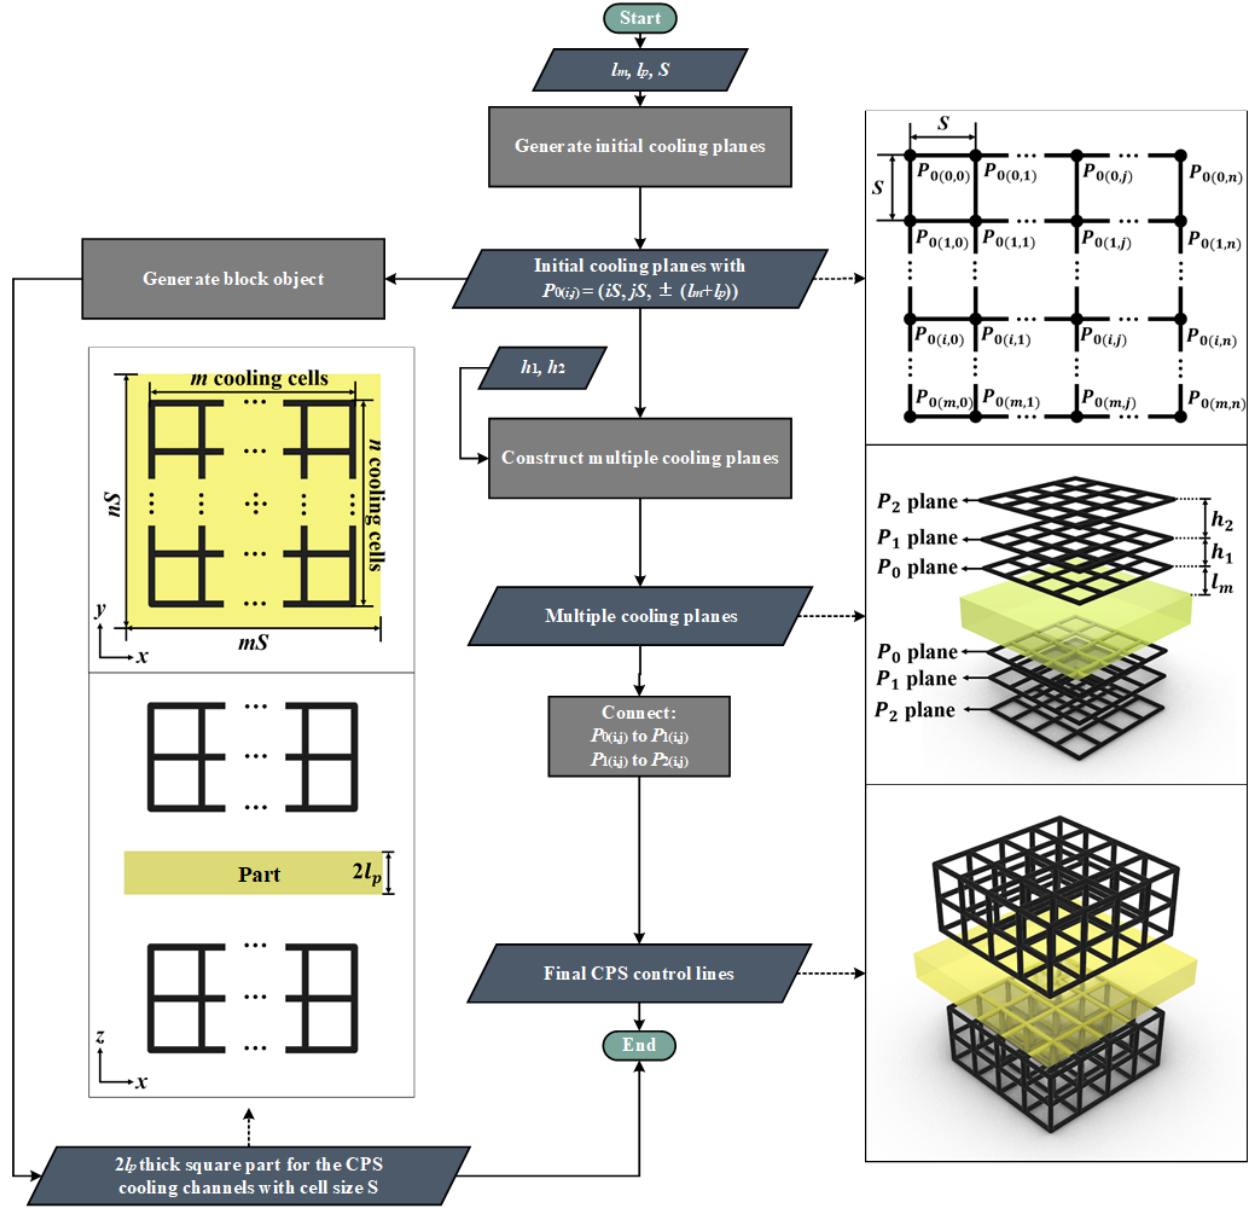 Start
lm, lp, S
Generate initial cooling planes
Initial cooling planes with
P0(i,j) = (iS, jS, ± (lm+lp))
Generate block object
h1, h2
Construct multiple cooling planes
Multiple cooling planes
Connect:
P0(i,j) to P1(i,j)
P1(i,j) to P2(i,j)
Final CPS control lines
End
2lp thick square part for the CPS
cooling channels with cell size S
m cooling cells
n cooling cells
nS
mS
y
x
Part
2lp
z
x
S
S
P0(0,0) P0(0,1) P0(0,j) P0(0,n)
P0(1,0) P0(1,1) P0(1,j) P0(1,n)
P0(i,0) P0(i,1) P0(i,j) P0(i,n)
P0(m,0) P0(m,1) P0(m,j) P0(m,n)
P2 plane
h2
P1 plane
h1
P0 plane
lm
P0 plane
P1 plane
P2 plane